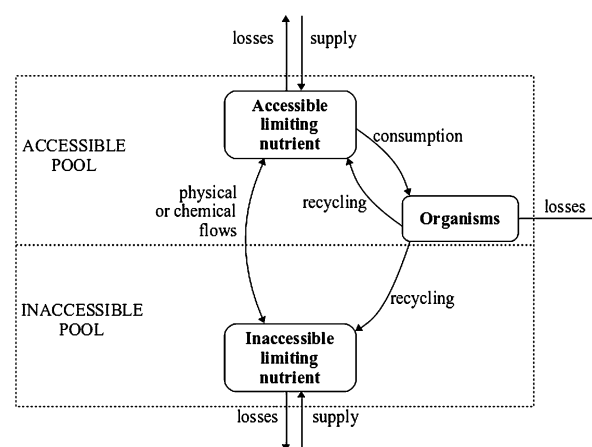 losses
supply
Accessible
limiting
nutrient
ACCESSIBLE
POOL
consumption
physical
or chemical
flows
recycling
Organisms
losses
INACCESSIBLE
POOL
recycling
Inaccessible
limiting
nutrient
losses
supply